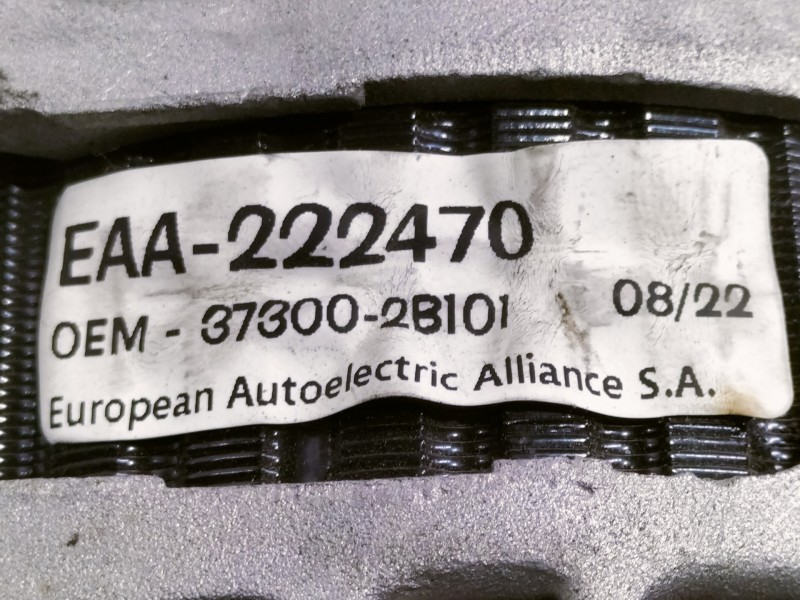 EAA-222470
OEM - 37300-2B101 08/22
European Autoelectric Alliance S.A.